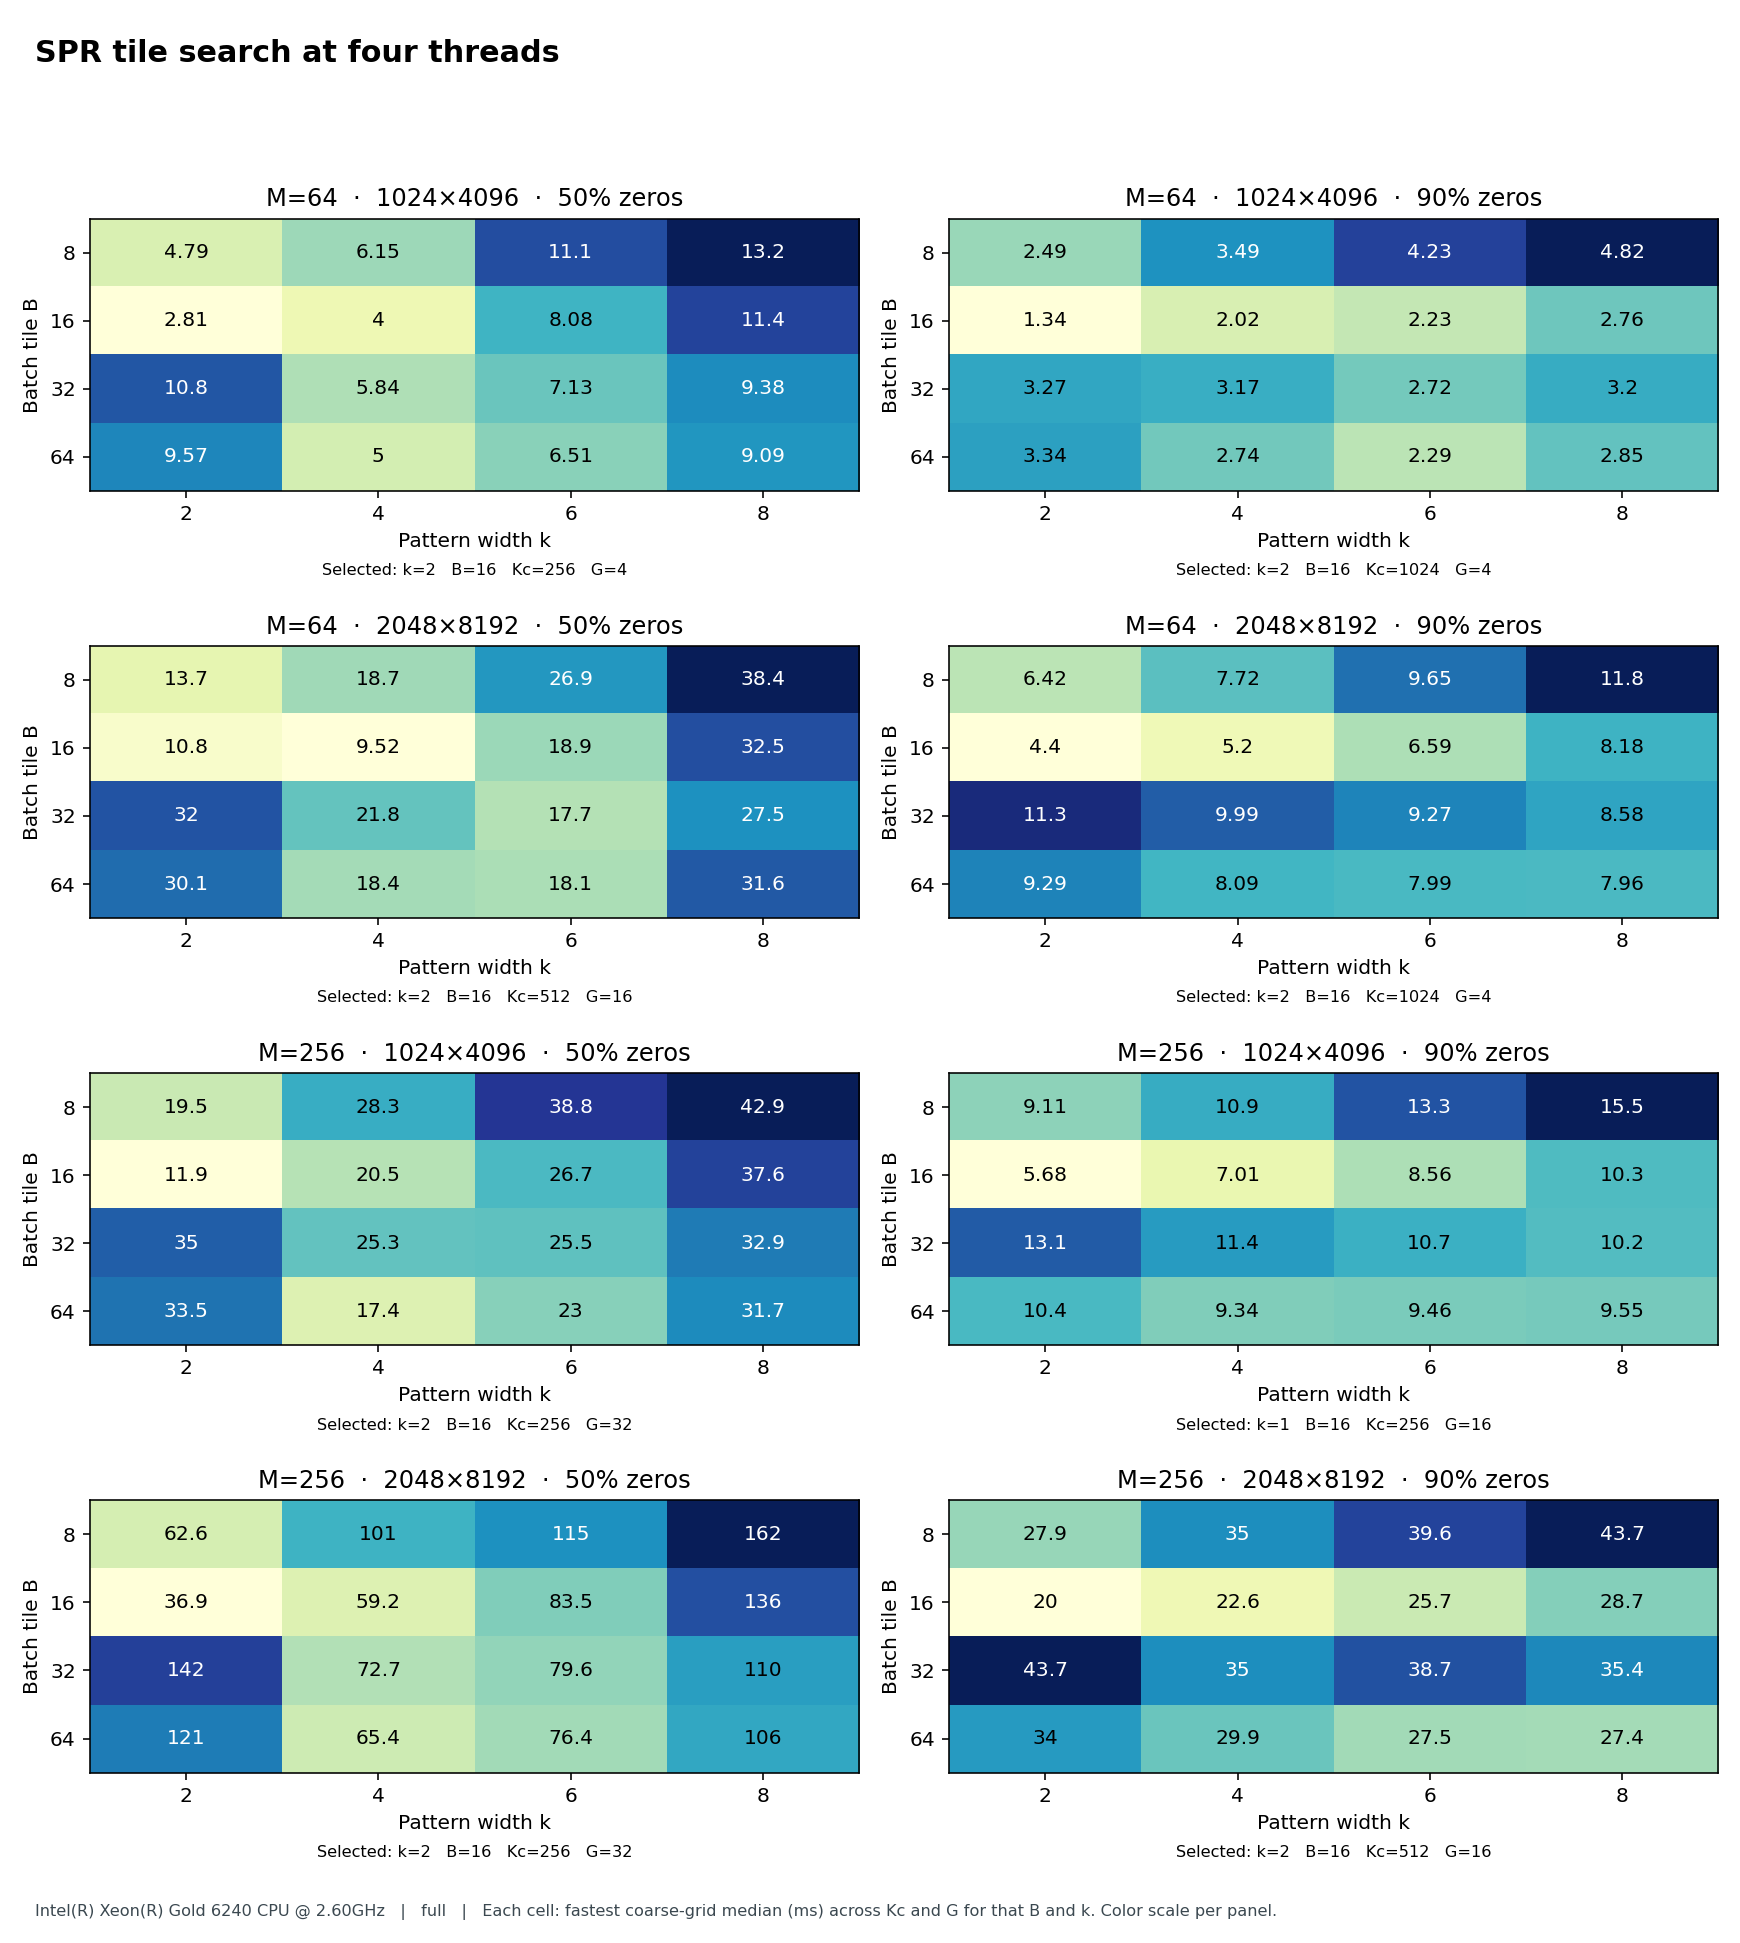 SPR tile search at four threads
M=64 · 1024×4096 · 50% zeros
Batch tile B
8 4.79 6.15 11.1 13.2
16 2.81 4 8.08 11.4
32 10.8 5.84 7.13 9.38
64 9.57 5 6.51 9.09
2 4 6 8
Pattern width k
Selected: k=2 B=16 Kc=256 G=4
M=64 · 1024×4096 · 90% zeros
Batch tile B
8 2.49 3.49 4.23 4.82
16 1.34 2.02 2.23 2.76
32 3.27 3.17 2.72 3.2
64 3.34 2.74 2.29 2.85
2 4 6 8
Pattern width k
Selected: k=2 B=16 Kc=1024 G=4
M=64 · 2048×8192 · 50% zeros
Batch tile B
8 13.7 18.7 26.9 38.4
16 10.8 9.52 18.9 32.5
32 32 21.8 17.7 27.5
64 30.1 18.4 18.1 31.6
2 4 6 8
Pattern width k
Selected: k=2 B=16 Kc=512 G=16
M=64 · 2048×8192 · 90% zeros
Batch tile B
8 6.42 7.72 9.65 11.8
16 4.4 5.2 6.59 8.18
32 11.3 9.99 9.27 8.58
64 9.29 8.09 7.99 7.96
2 4 6 8
Pattern width k
Selected: k=2 B=16 Kc=1024 G=4
M=256 · 1024×4096 · 50% zeros
Batch tile B
8 19.5 28.3 38.8 42.9
16 11.9 20.5 26.7 37.6
32 35 25.3 25.5 32.9
64 33.5 17.4 23 31.7
2 4 6 8
Pattern width k
Selected: k=2 B=16 Kc=256 G=32
M=256 · 1024×4096 · 90% zeros
Batch tile B
8 9.11 10.9 13.3 15.5
16 5.68 7.01 8.56 10.3
32 13.1 11.4 10.7 10.2
64 10.4 9.34 9.46 9.55
2 4 6 8
Pattern width k
Selected: k=1 B=16 Kc=256 G=16
M=256 · 2048×8192 · 50% zeros
Batch tile B
8 62.6 101 115 162
16 36.9 59.2 83.5 136
32 142 72.7 79.6 110
64 121 65.4 76.4 106
2 4 6 8
Pattern width k
Selected: k=2 B=16 Kc=256 G=32
M=256 · 2048×8192 · 90% zeros
Batch tile B
8 27.9 35 39.6 43.7
16 20 22.6 25.7 28.7
32 43.7 35 38.7 35.4
64 34 29.9 27.5 27.4
2 4 6 8
Pattern width k
Selected: k=2 B=16 Kc=512 G=16
Intel(R) Xeon(R) Gold 6240 CPU @ 2.60GHz | full | Each cell: fastest coarse-grid median (ms) across Kc and G for that B and k. Color scale per panel.